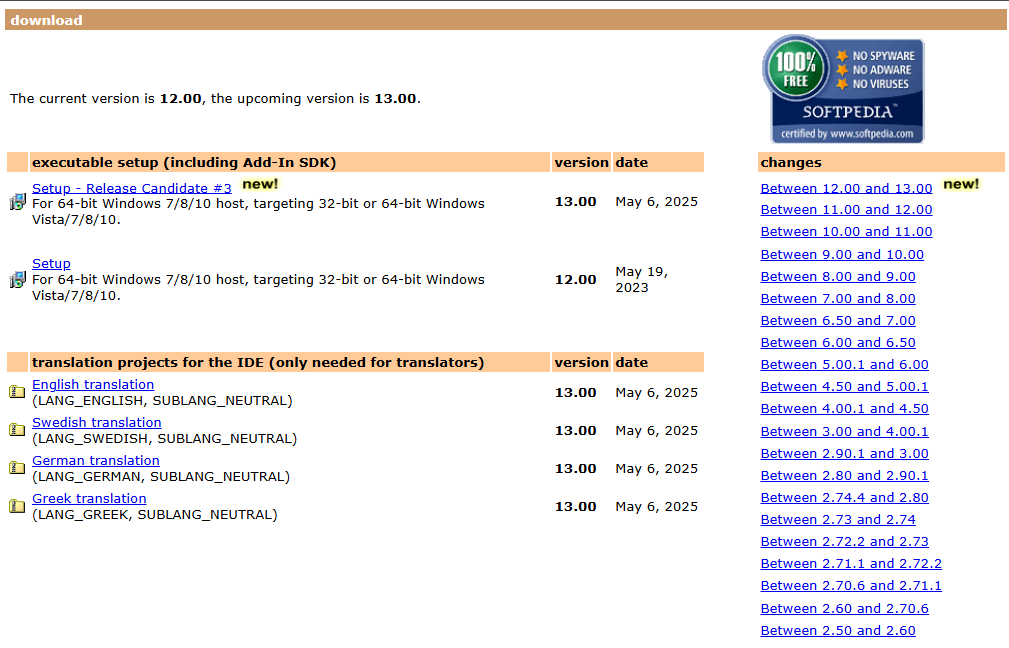 download
The current version is 12.00, the upcoming version is 13.00.
100%
FREE
NO SPYWARE
NO ADWARE
NO VIRUSES
SOFTPEDIA™
certified by www.softpedia.com
executable setup (including Add-In SDK) version date
Setup - Release Candidate #3 new!
For 64-bit Windows 7/8/10 host, targeting 32-bit or 64-bit Windows
Vista/7/8/10.
13.00 May 6, 2025
Setup
For 64-bit Windows 7/8/10 host, targeting 32-bit or 64-bit Windows
Vista/7/8/10.
12.00 May 19,
2023
translation projects for the IDE (only needed for translators) version date
English translation
(LANG_ENGLISH, SUBLANG_NEUTRAL)
13.00 May 6, 2025
Swedish translation
(LANG_SWEDISH, SUBLANG_NEUTRAL)
13.00 May 6, 2025
German translation
(LANG_GERMAN, SUBLANG_NEUTRAL)
13.00 May 6, 2025
Greek translation
(LANG_GREEK, SUBLANG_NEUTRAL)
13.00 May 6, 2025
changes
Between 12.00 and 13.00 new!
Between 11.00 and 12.00
Between 10.00 and 11.00
Between 9.00 and 10.00
Between 8.00 and 9.00
Between 7.00 and 8.00
Between 6.50 and 7.00
Between 6.00 and 6.50
Between 5.00.1 and 6.00
Between 4.50 and 5.00.1
Between 4.00.1 and 4.50
Between 3.00 and 4.00.1
Between 2.90.1 and 3.00
Between 2.80 and 2.90.1
Between 2.74.4 and 2.80
Between 2.73 and 2.74
Between 2.72.2 and 2.73
Between 2.71.1 and 2.72.2
Between 2.70.6 and 2.71.1
Between 2.60 and 2.70.6
Between 2.50 and 2.60